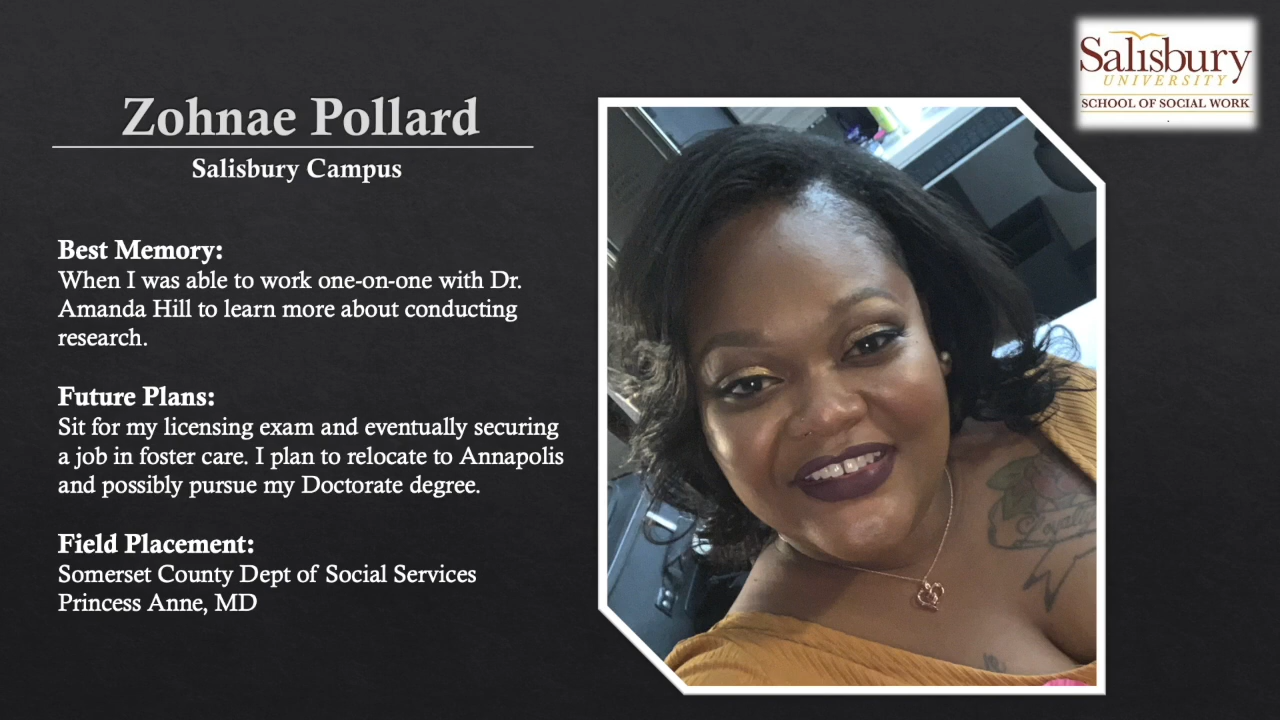 Salisbury
UNIVERSITY
SCHOOL OF SOCIAL WORK
Zohnae Pollard
Salisbury Campus
Best Memory:
When I was able to work one-on-one with Dr.
Amanda Hill to learn more about conducting
research.
Future Plans:
Sit for my licensing exam and eventually securing
a job in foster care. I plan to relocate to Annapolis
and possibly pursue my Doctorate degree.
Field Placement:
Somerset County Dept of Social Services
Princess Anne, MD
Loyalty